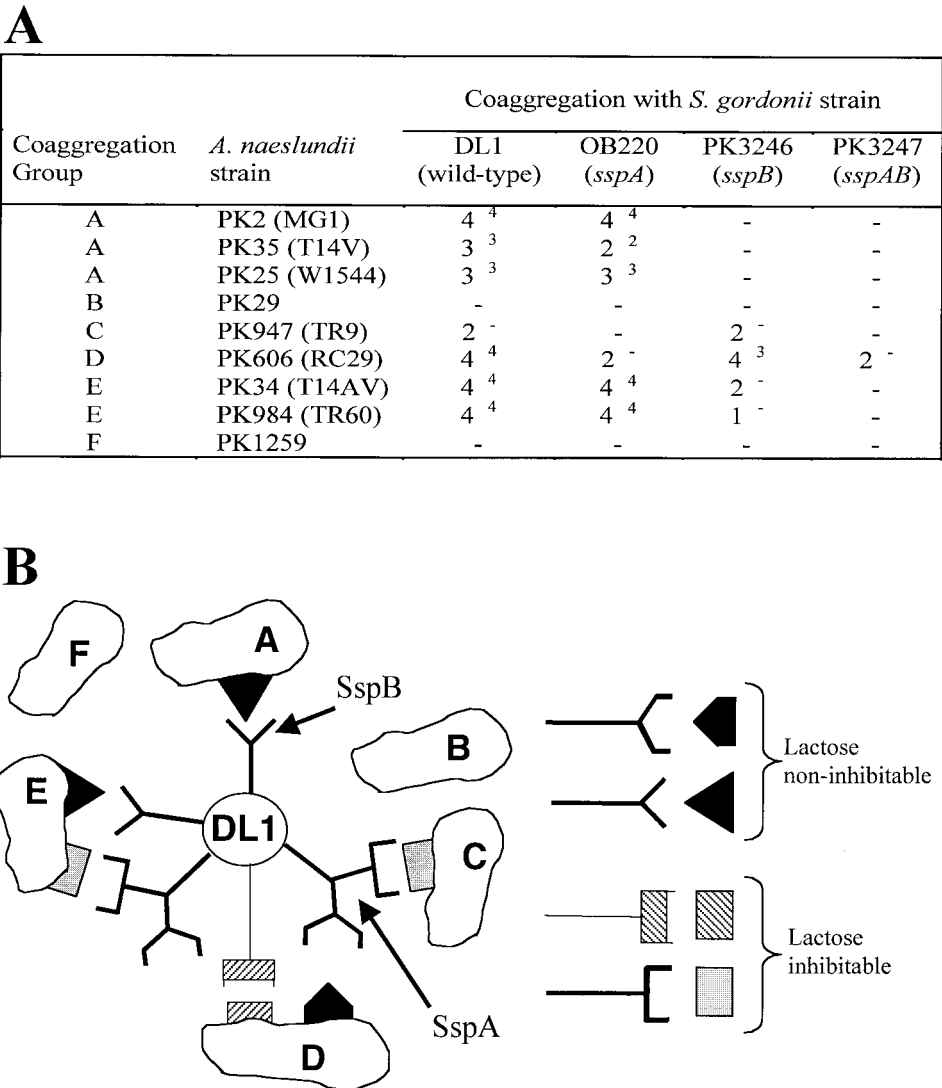 A
Coaggregation with S. gordonii strain
Coaggregation Group A. naeslundii strain DL1 (wild-type) OB220 (sspA) PK3246 (sspB) PK3247 (sspAB)
A PK2 (MG1) 4 4 4 4 - -
A PK35 (T14V) 3 3 2 2 - -
A PK25 (W1544) 3 3 3 3 - -
B PK29 - - - -
C PK947 (TR9) 2 - - 2 - -
D PK606 (RC29) 4 4 2 - 4 3 2 -
E PK34 (T14AV) 4 4 4 4 2 - -
E PK984 (TR60) 4 4 4 4 1 - -
F PK1259 - - - -
B
F
A
SspB
B
E
DL1
C
SspA
D
Lactose
non-inhibitable
Lactose
inhibitable